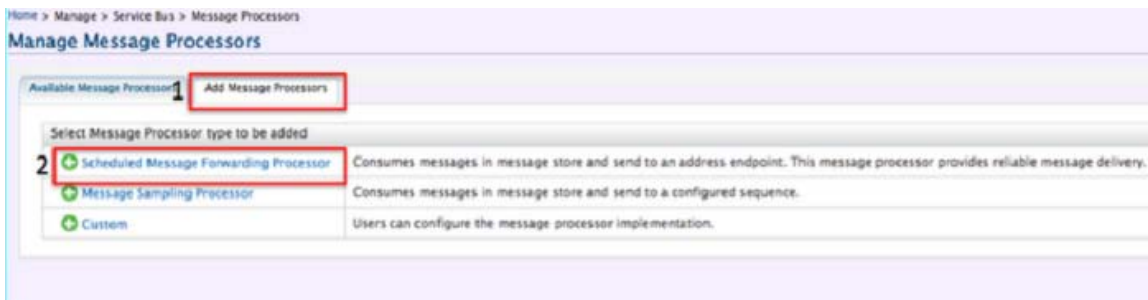 Home > Manage > Service Bus > Message Processors
Manage Message Processors
Available Message Processors 1 Add Message Processors
Select Message Processor type to be added
2 Scheduled Message Forwarding Processor Consumes messages in message store and send to an address endpoint. This message processor provides reliable message delivery.
Message Sampling Processor Consumes messages in message store and send to a configured sequence.
Custom Users can configure the message processor implementation.